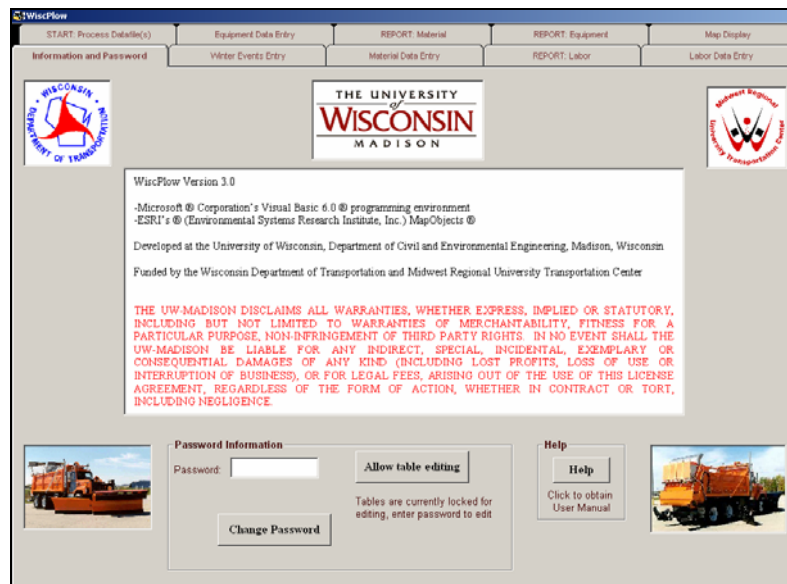 WiscPlow
START: Process Datafile(s)
Equipment Data Entry
REPORT: Material
REPORT: Equipment
Map Display
Information and Password
Winter Events Entry
Material Data Entry
REPORT: Labor
Labor Data Entry
WISCONSIN
DEPARTMENT OF TRANSPORTATION
THE UNIVERSITY
of
WISCONSIN
MADISON
Midwest Regional
University Transportation Center
WiscPlow Version 3.0
-Microsoft ® Corporation's Visual Basic 6.0 ® programming environment
-ESRI's ® (Environmental Systems Research Institute, Inc.) MapObjects ®
Developed at the University of Wisconsin, Department of Civil and Environmental Engineering, Madison, Wisconsin
Funded by the Wisconsin Department of Transportation and Midwest Regional University Transportation Center
THE UW-MADISON DISCLAIMS ALL WARRANTIES, WHETHER EXPRESS, IMPLIED OR STATUTORY,
INCLUDING BUT NOT LIMITED TO WARRANTIES OF MERCHANTABILITY, FITNESS FOR A
PARTICULAR PURPOSE, NON-INFRINGEMENT OF THIRD PARTY RIGHTS. IN NO EVENT SHALL THE
UW-MADISON BE LIABLE FOR ANY INDIRECT, SPECIAL, INCIDENTAL, EXEMPLARY OR
CONSEQUENTIAL DAMAGES OF ANY KIND (INCLUDING LOST PROFITS, LOSS OF USE OR
INTERRUPTION OF BUSINESS), OR FOR LEGAL FEES, ARISING OUT OF THE USE OF THIS LICENSE
AGREEMENT, REGARDLESS OF THE FORM OF ACTION, WHETHER IN CONTRACT OR TORT,
INCLUDING NEGLIGENCE.
Password Information
Password:
Allow table editing
Tables are currently locked for
editing, enter password to edit
Change Password
Help
Help
Click to obtain
User Manual